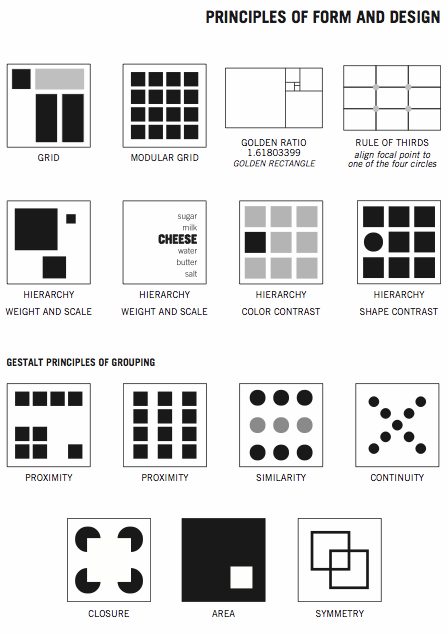 PRINCIPLES OF FORM AND DESIGN
GRID
MODULAR GRID
GOLDEN RATIO
1.61803399
GOLDEN RECTANGLE
RULE OF THIRDS
align focal point to
one of the four circles
HIERARCHY
WEIGHT AND SCALE
sugar
milk
CHEESE
water
butter
salt
HIERARCHY
WEIGHT AND SCALE
HIERARCHY
COLOR CONTRAST
HIERARCHY
SHAPE CONTRAST
GESTALT PRINCIPLES OF GROUPING
PROXIMITY
PROXIMITY
SIMILARITY
CONTINUITY
CLOSURE
AREA
SYMMETRY